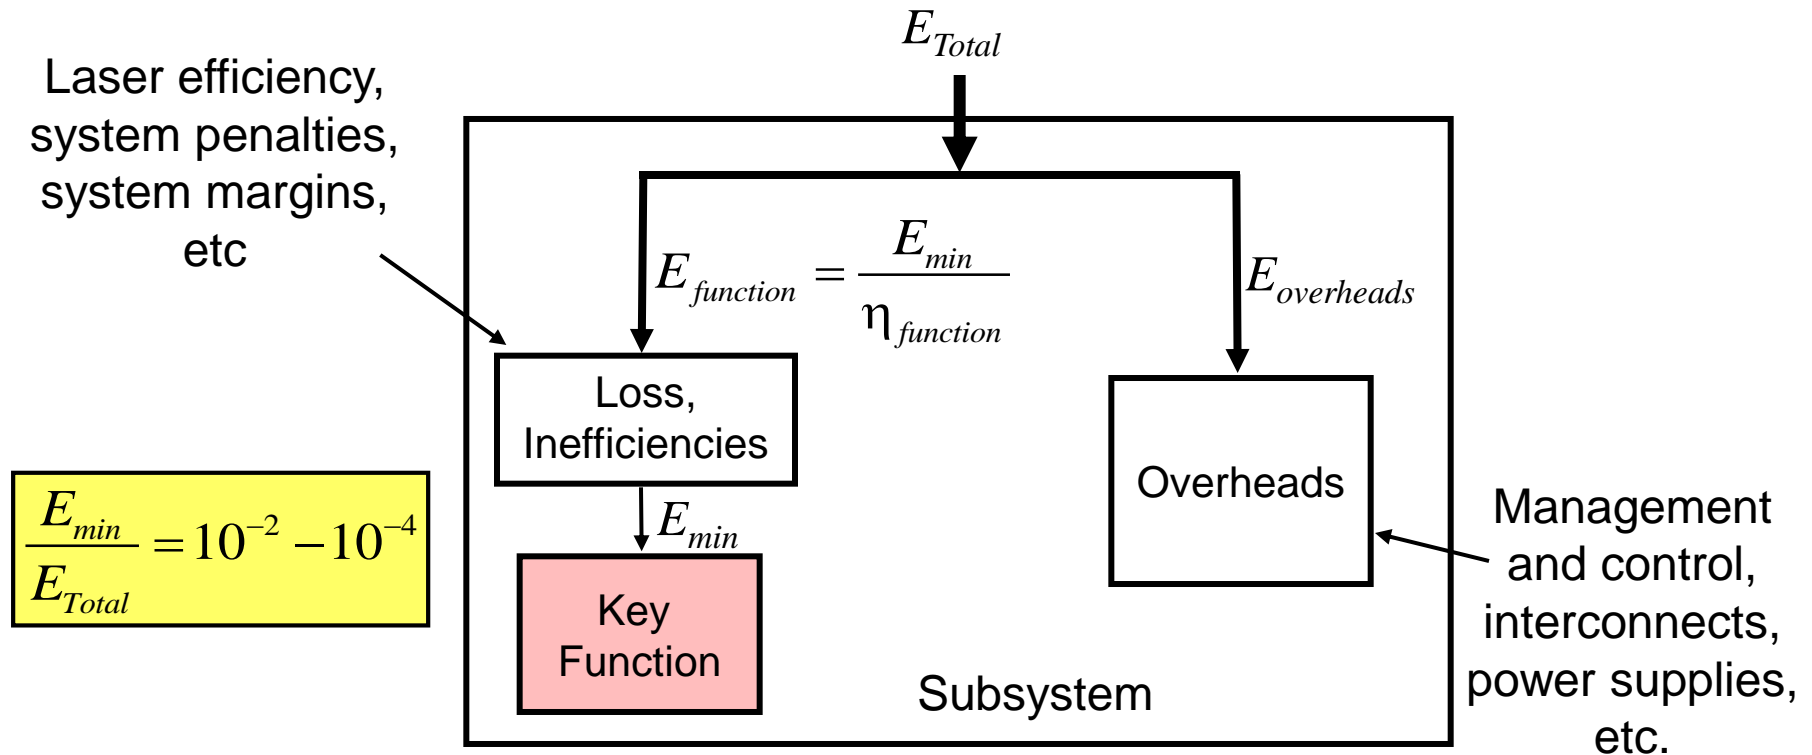 E_Total
Laser efficiency,
system penalties,
system margins,
etc
E_function = E_min / η_function
E_overheads
Loss,
Inefficiencies
Overheads
E_min / E_Total = 10^−2 − 10^−4
E_min
Key
Function
Subsystem
Management
and control,
interconnects,
power supplies,
etc.